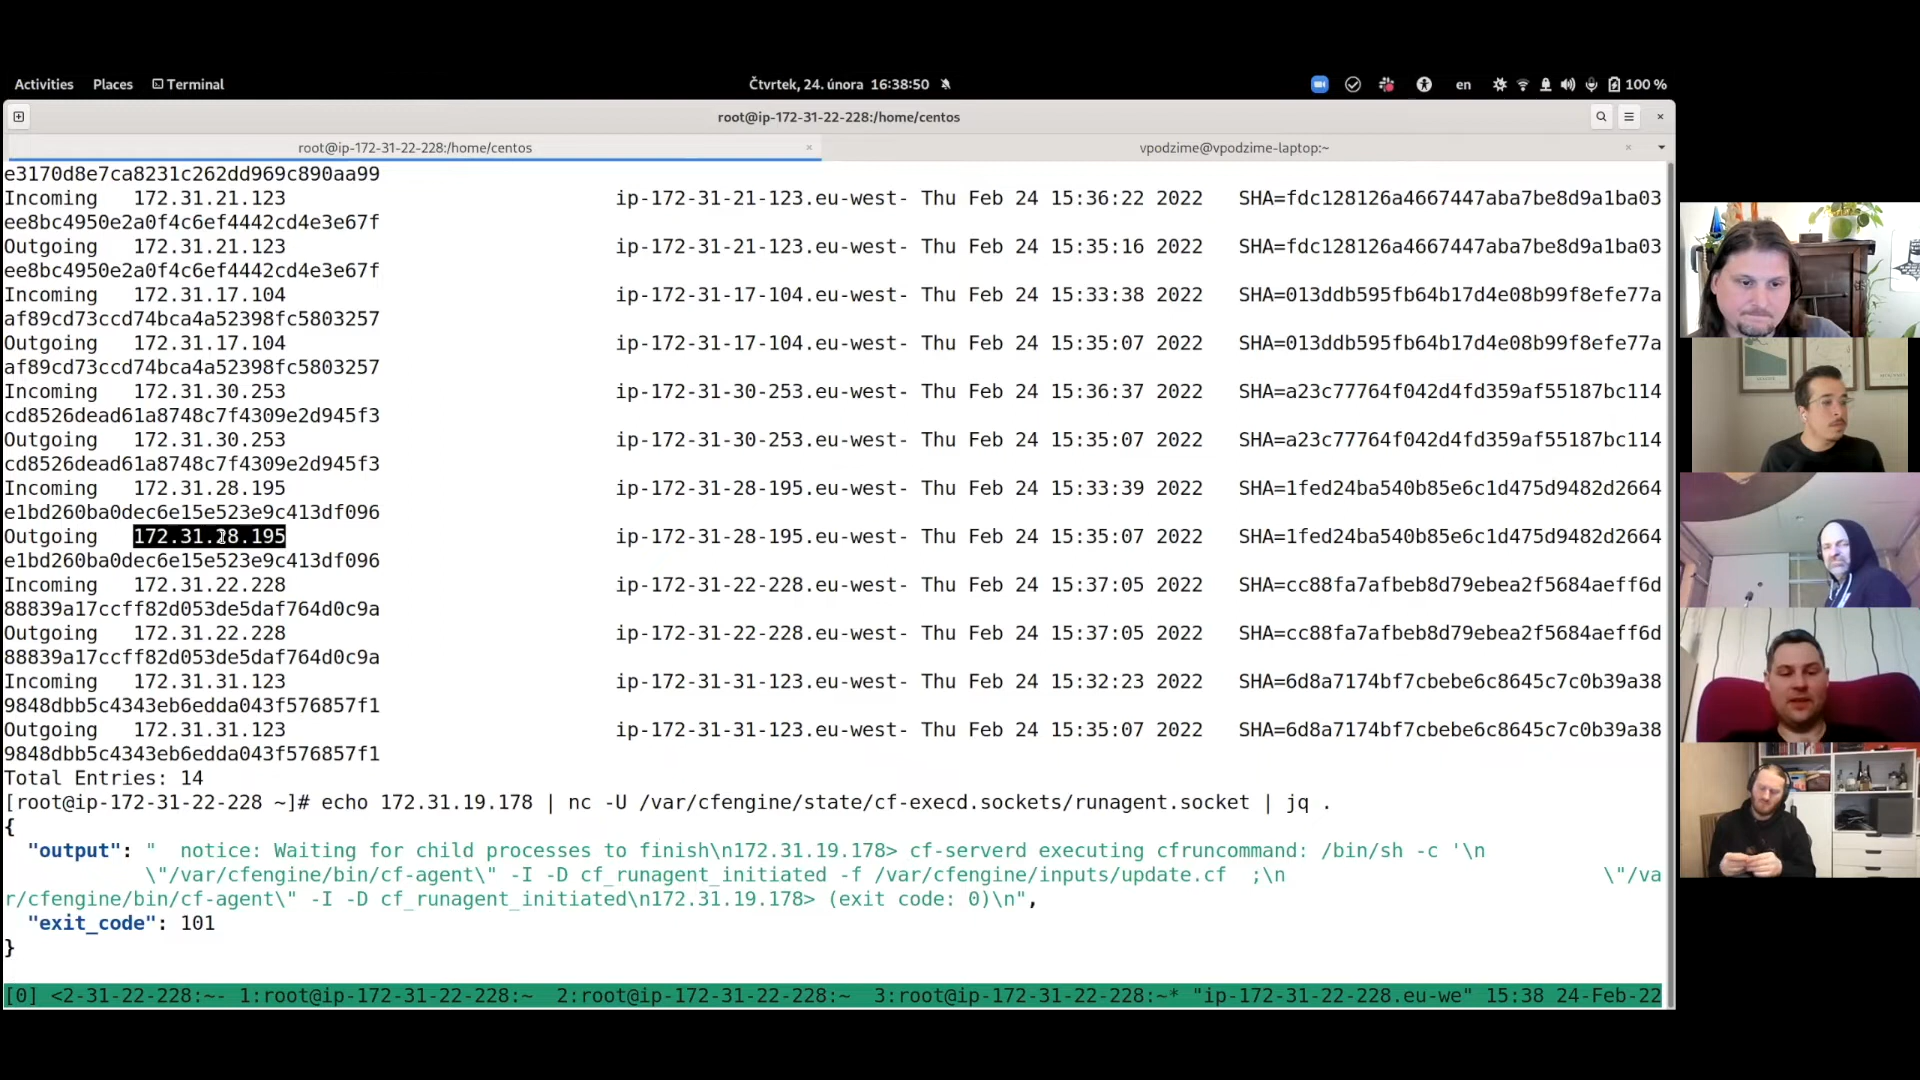 Activities Places Terminal Čtvrtek, 24. února 16:38:50 en 100 %
root@ip-172-31-22-228:/home/centos
root@ip-172-31-22-228:/home/centos × vpodzime@vpodzime-laptop:~ ×
e3170d8e7ca8231c262dd969c890aa99
Incoming 172.31.21.123 ip-172-31-21-123.eu-west- Thu Feb 24 15:36:22 2022 SHA=fdc128126a4667447aba7be8d9a1ba03
ee8bc4950e2a0f4c6ef4442cd4e3e67f
Outgoing 172.31.21.123 ip-172-31-21-123.eu-west- Thu Feb 24 15:35:16 2022 SHA=fdc128126a4667447aba7be8d9a1ba03
ee8bc4950e2a0f4c6ef4442cd4e3e67f
Incoming 172.31.17.104 ip-172-31-17-104.eu-west- Thu Feb 24 15:33:38 2022 SHA=013ddb595fb64b17d4e08b99f8efe77a
af89cd73ccd74bca4a52398fc5803257
Outgoing 172.31.17.104 ip-172-31-17-104.eu-west- Thu Feb 24 15:35:07 2022 SHA=013ddb595fb64b17d4e08b99f8efe77a
af89cd73ccd74bca4a52398fc5803257
Incoming 172.31.30.253 ip-172-31-30-253.eu-west- Thu Feb 24 15:36:37 2022 SHA=a23c77764f042d4fd359af55187bc114
cd8526dead61a8748c7f4309e2d945f3
Outgoing 172.31.30.253 ip-172-31-30-253.eu-west- Thu Feb 24 15:35:07 2022 SHA=a23c77764f042d4fd359af55187bc114
cd8526dead61a8748c7f4309e2d945f3
Incoming 172.31.28.195 ip-172-31-28-195.eu-west- Thu Feb 24 15:33:39 2022 SHA=1fed24ba540b85e6c1d475d9482d2664
e1bd260ba0dec6e15e523e9c413df096
Outgoing 172.31.28.195 ip-172-31-28-195.eu-west- Thu Feb 24 15:35:07 2022 SHA=1fed24ba540b85e6c1d475d9482d2664
e1bd260ba0dec6e15e523e9c413df096
Incoming 172.31.22.228 ip-172-31-22-228.eu-west- Thu Feb 24 15:37:05 2022 SHA=cc88fa7afbeb8d79ebea2f5684aeff6d
88839a17ccff82d053de5daf764d0c9a
Outgoing 172.31.22.228 ip-172-31-22-228.eu-west- Thu Feb 24 15:37:05 2022 SHA=cc88fa7afbeb8d79ebea2f5684aeff6d
88839a17ccff82d053de5daf764d0c9a
Incoming 172.31.31.123 ip-172-31-31-123.eu-west- Thu Feb 24 15:32:23 2022 SHA=6d8a7174bf7cbebe6c8645c7c0b39a38
9848dbb5c4343eb6edda043f576857f1
Outgoing 172.31.31.123 ip-172-31-31-123.eu-west- Thu Feb 24 15:35:07 2022 SHA=6d8a7174bf7cbebe6c8645c7c0b39a38
9848dbb5c4343eb6edda043f576857f1
Total Entries: 14
[root@ip-172-31-22-228 ~]# echo 172.31.19.178 | nc -U /var/cfengine/state/cf-execd.sockets/runagent.socket | jq .
{
"output": " notice: Waiting for child processes to finish\n172.31.19.178> cf-serverd executing cfruncommand: /bin/sh -c '\n
\"/var/cfengine/bin/cf-agent\" -I -D cf_runagent_initiated -f /var/cfengine/inputs/update.cf ;\n \"/va
r/cfengine/bin/cf-agent\" -I -D cf_runagent_initiated\n172.31.19.178> (exit code: 0)\n",
"exit_code": 101
}
[0] <2-31-22-228:~- 1:root@ip-172-31-22-228:~ 2:root@ip-172-31-22-228:~ 3:root@ip-172-31-22-228:~* "ip-172-31-22-228.eu-we" 15:38 24-Feb-22